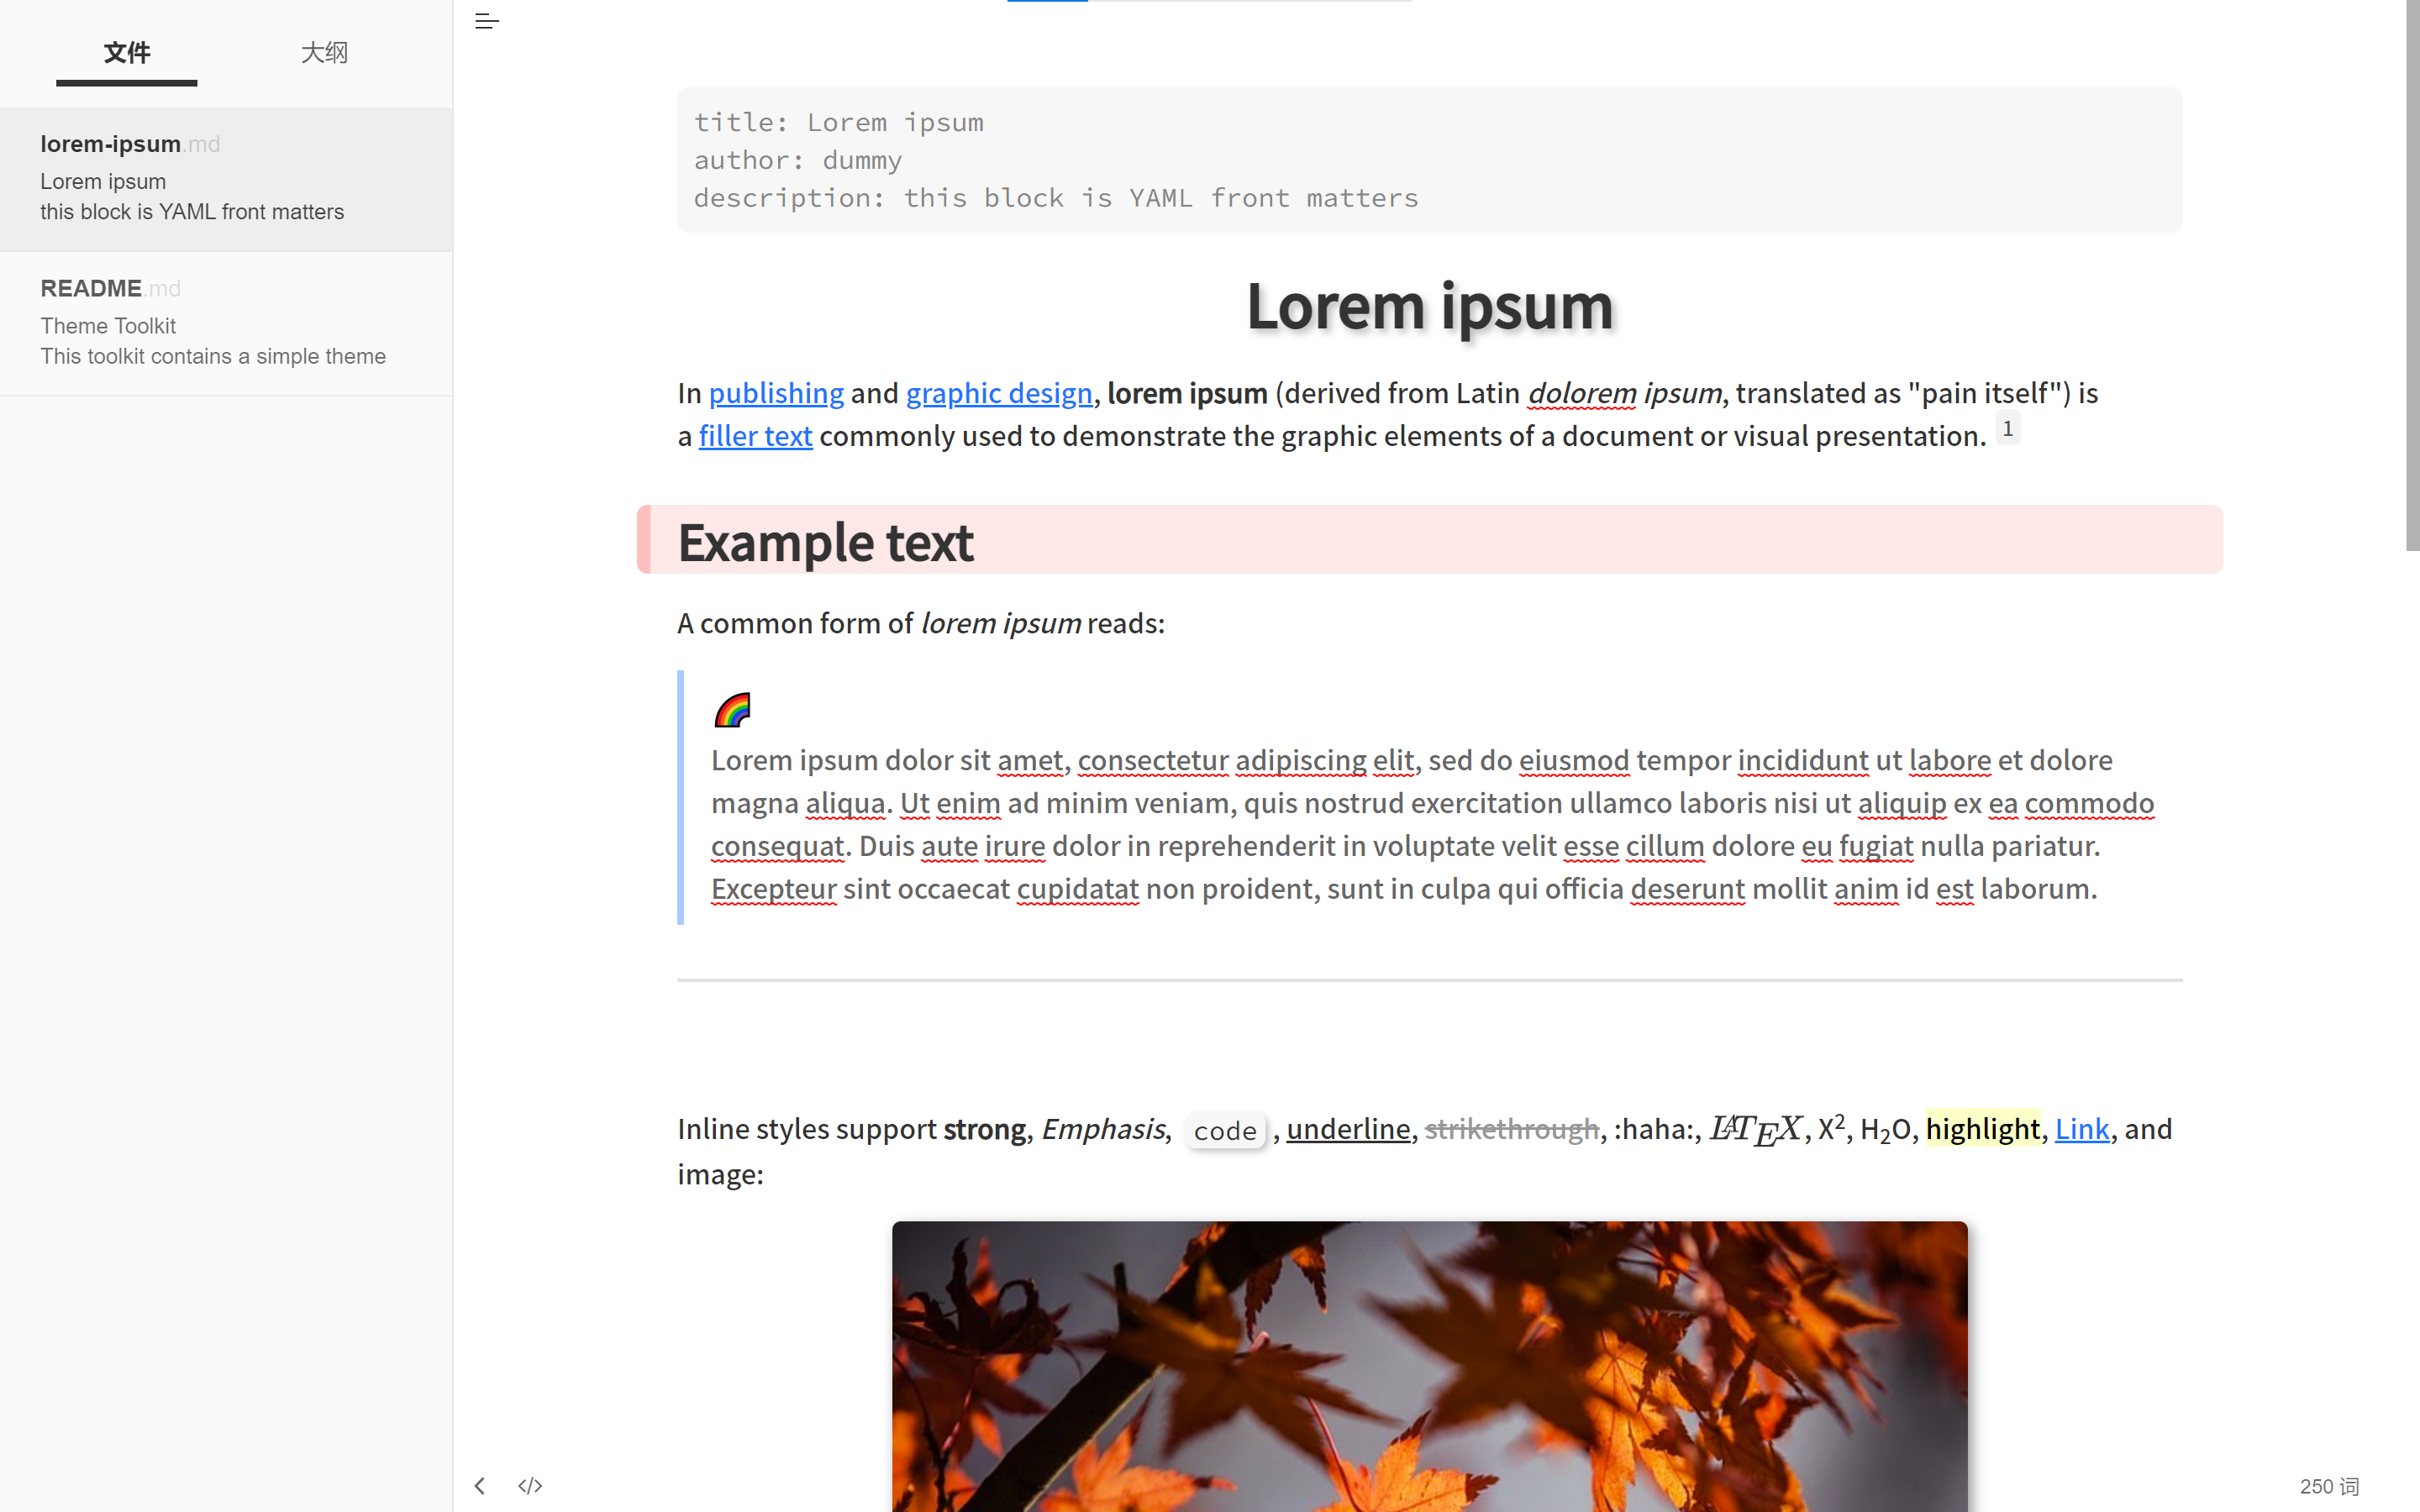 文件
大纲
lorem-ipsum.md
Lorem ipsum
this block is YAML front matters
README.md
Theme Toolkit
This toolkit contains a simple theme
title: Lorem ipsum
author: dummy
description: this block is YAML front matters
Lorem ipsum
In publishing and graphic design, lorem ipsum (derived from Latin dolorem ipsum, translated as "pain itself") is
a filler text commonly used to demonstrate the graphic elements of a document or visual presentation. 1
Example text
A common form of lorem ipsum reads:
🌈
Lorem ipsum dolor sit amet, consectetur adipiscing elit, sed do eiusmod tempor incididunt ut labore et dolore
magna aliqua. Ut enim ad minim veniam, quis nostrud exercitation ullamco laboris nisi ut aliquip ex ea commodo
consequat. Duis aute irure dolor in reprehenderit in voluptate velit esse cillum dolore eu fugiat nulla pariatur.
Excepteur sint occaecat cupidatat non proident, sunt in culpa qui officia deserunt mollit anim id est laborum.
Inline styles support strong, Emphasis, code , underline, strikethrough, :haha:, LATEX, X², H₂O, highlight, Link, and
image:
</>
250 词